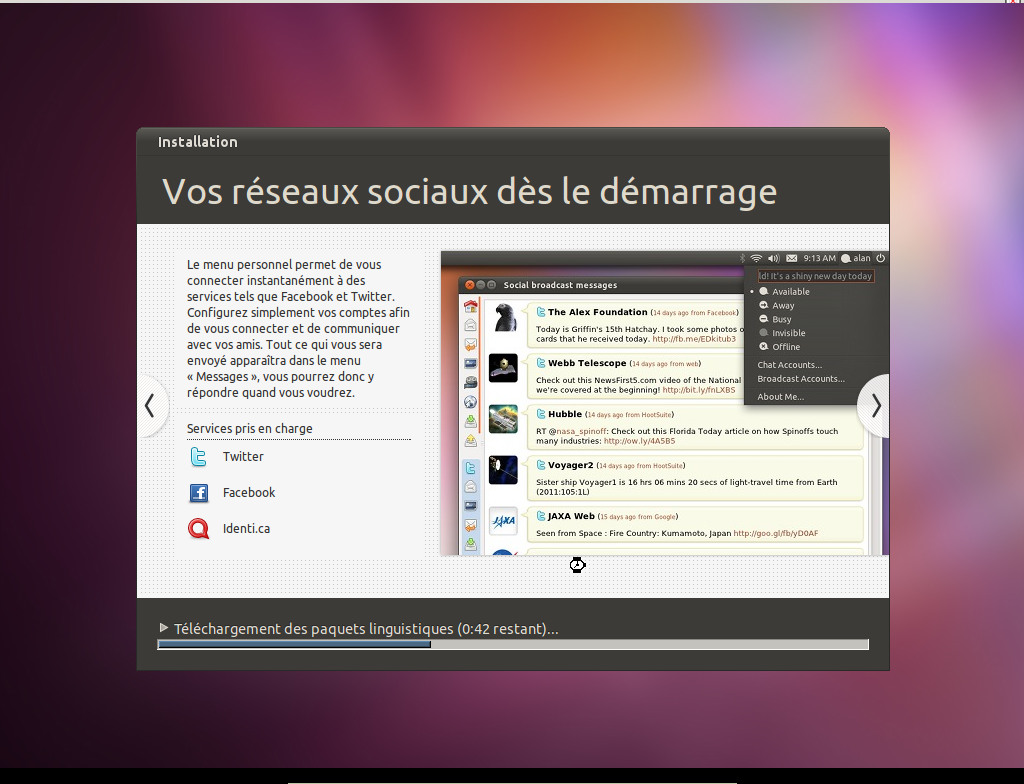 Installation
Vos réseaux sociaux dès le démarrage
Le menu personnel permet de vous
connecter instantanément à des
services tels que Facebook et Twitter.
Configurez simplement vos comptes afin
de vous connecter et de communiquer
avec vos amis. Tout ce qui vous sera
envoyé apparaîtra dans le menu
« Messages », vous pourrez donc y
répondre quand vous voudrez.
Services pris en charge
Twitter
Facebook
Identi.ca
9:13 AM alan
ld! It's a shiny new day today
Available
Away
Busy
Invisible
Offline
Chat Accounts...
Broadcast Accounts...
About Me...
Social broadcast messages
The Alex Foundation (14 days ago from Facebook)
Today is Griffin's 15th Hatchay. I took some photos o
cards that he received today. http://fb.me/EDkitub3
Webb Telescope (14 days ago from web)
Check out this NewsFirst5.com video of the National
we're covered at the beginning! http://bit.ly/fnLXBS
Hubble (14 days ago from HootSuite)
RT @nasa_spinoff: Check out this Florida Today article on how Spinoffs touch
many industries: http://ow.ly/4A5B5
Voyager2 (14 days ago from HootSuite)
Sister ship Voyager1 is 16 hrs 06 mins 20 secs of light-travel time from Earth
(2011:105:1L)
JAXA
JAXA Web (15 days ago from Google)
Seen from Space : Fire Country: Kumamoto, Japan http://goo.gl/fb/yD0AF
Téléchargement des paquets linguistiques (0:42 restant)...